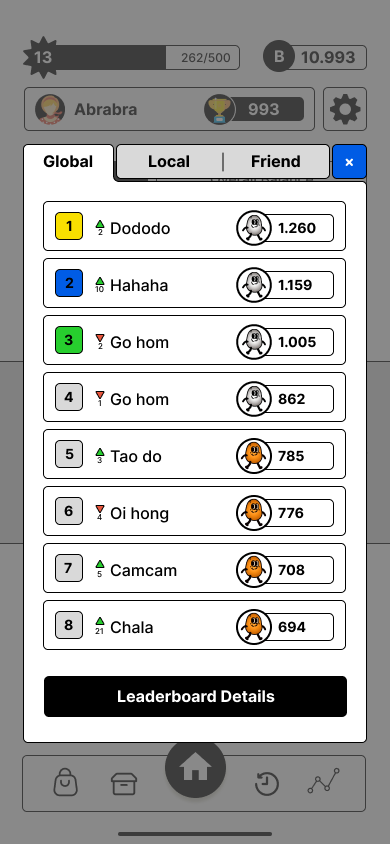 13 262/500 B 10.993
Abrabra 993
Global Local | Friend ×
1 2 Dododo 1.260
2 10 Hahaha 1.159
3 2 Go hom 1.005
4 1 Go hom 862
5 3 Tao do 785
6 4 Oi hong 776
7 5 Camcam 708
8 21 Chala 694
Leaderboard Details